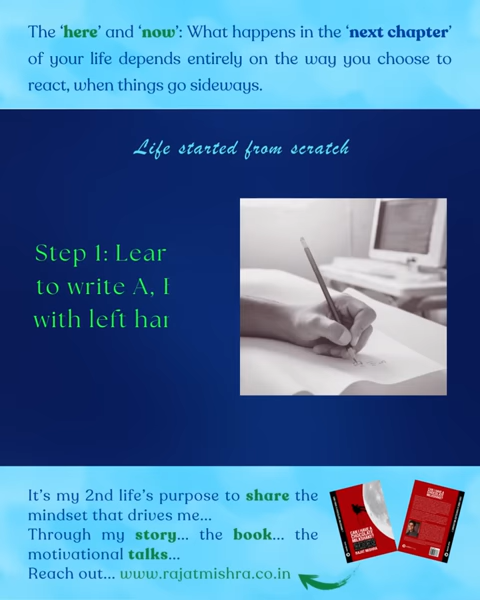 The ‘here’ and ‘now’: What happens in the ‘next chapter’
of your life depends entirely on the way you choose to
react, when things go sideways.
Life started from scratch
Step 1: Lear
to write A,
with left har
It’s my 2nd life’s purpose to share the
mindset that drives me...
Through my story... the book... the
motivational talks...
Reach out... www.rajatmishra.co.in
RAJAT MISHRA